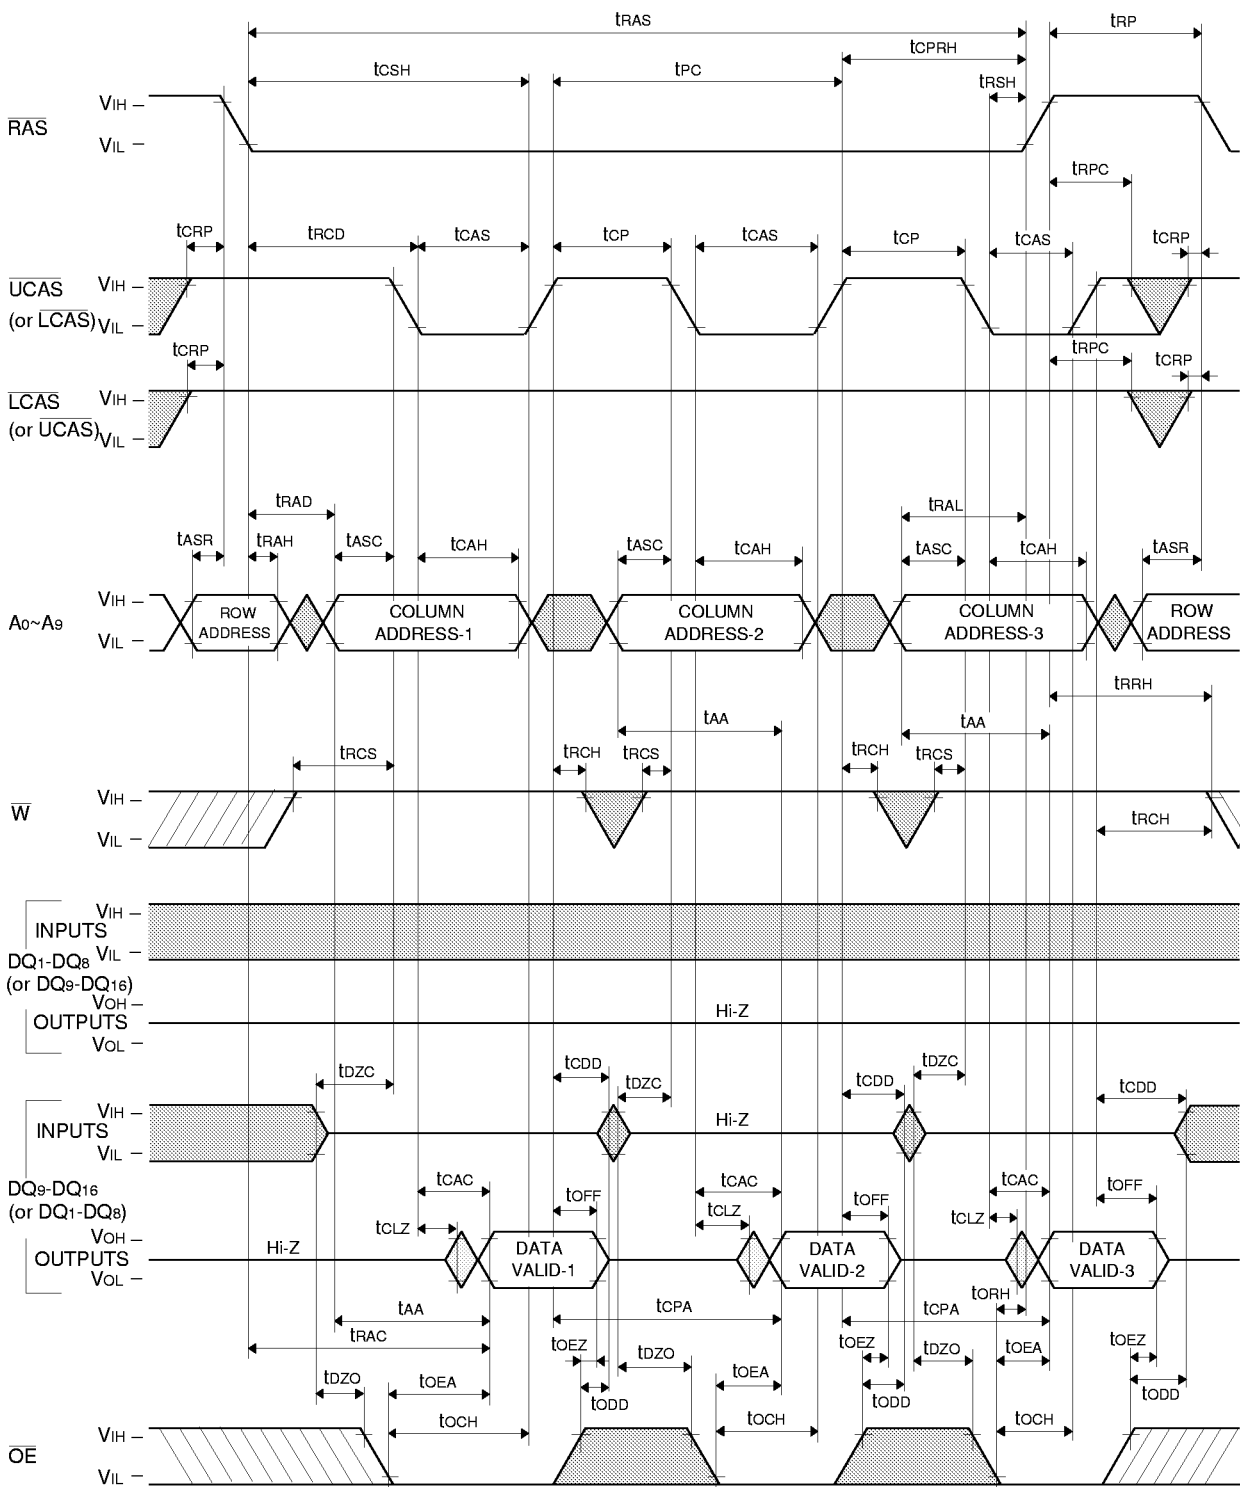 tRAS tRP
tCPRH
tCSH tPC
tRSH
VIH
RAS
VIL
tRPC
tCRP tRCD tCAS tCP tCAS tCP tCAS tCRP
VIH
UCAS
(or LCAS) VIL
tCRP tRPC tCRP
LCAS VIH
(or UCAS) VIL
tRAD tRAL
tASR tRAH tASC tCAH tASC tCAH tASC tCAH tASR
VIH
A0~A9
VIL
ROW ADDRESS
COLUMN ADDRESS-1
COLUMN ADDRESS-2
COLUMN ADDRESS-3
ROW ADDRESS
tRRH
tAA tAA
tRCS tRCH tRCS tRCH tRCS
VIH
W
VIL
tRCH
VIH
INPUTS
VIL
DQ1-DQ8
(or DQ9-DQ16)
VOH
OUTPUTS Hi-Z
VOL
tDZC tCDD tDZC tCDD tDZC tCDD
VIH
INPUTS Hi-Z
VIL
DQ9-DQ16
(or DQ1-DQ8)
tCAC tOFF tCAC tOFF tCAC tOFF
tCLZ tCLZ tCLZ
VOH
OUTPUTS Hi-Z
VOL
DATA VALID-1
DATA VALID-2
DATA VALID-3
tORH
tAA tCPA tCPA
tRAC
tOEZ tDZO tOEZ tDZO tOEA tOEZ
tDZO tOEA tOEA
tODD tODD tODD
tOCH tOCH tOCH
VIH
OE
VIL